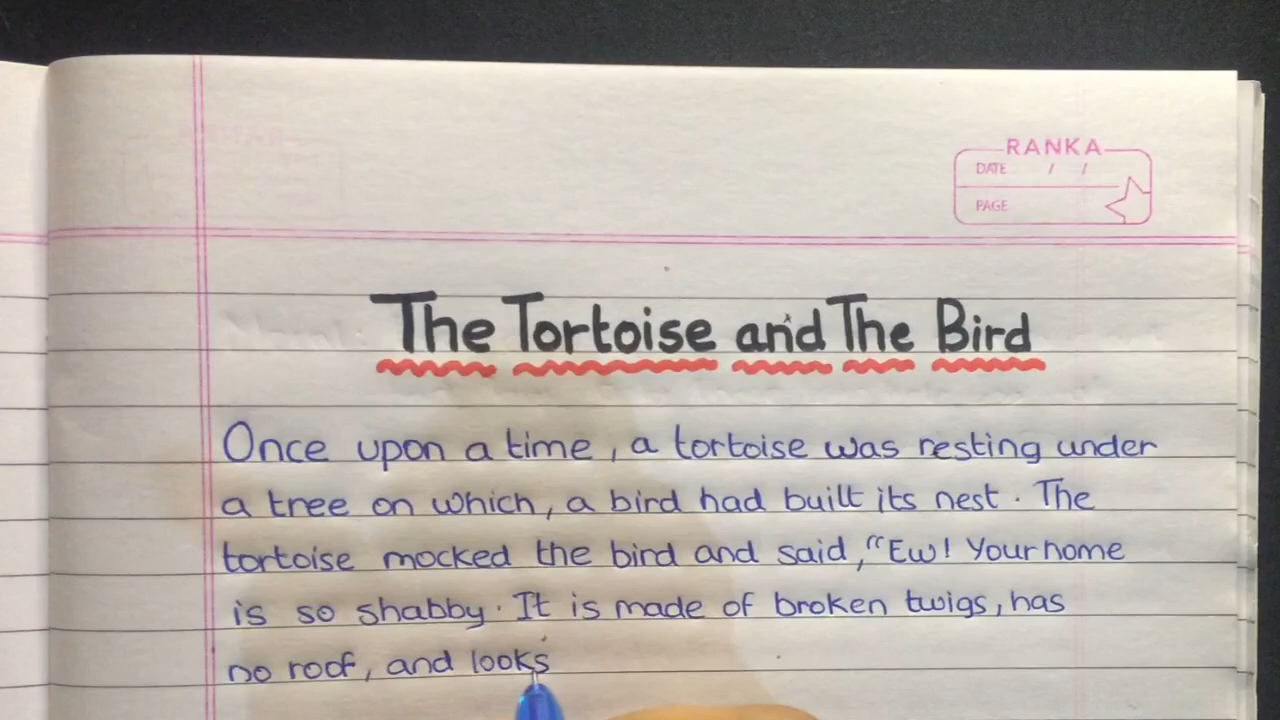 RANKA
DATE / /
PAGE
The Tortoise and The Bird
Once upon a time, a tortoise was resting under
a tree on which, a bird had built its nest. The
tortoise mocked the bird and said, "Ew! Your home
is so shabby. It is made of broken twigs, has
no roof, and looks